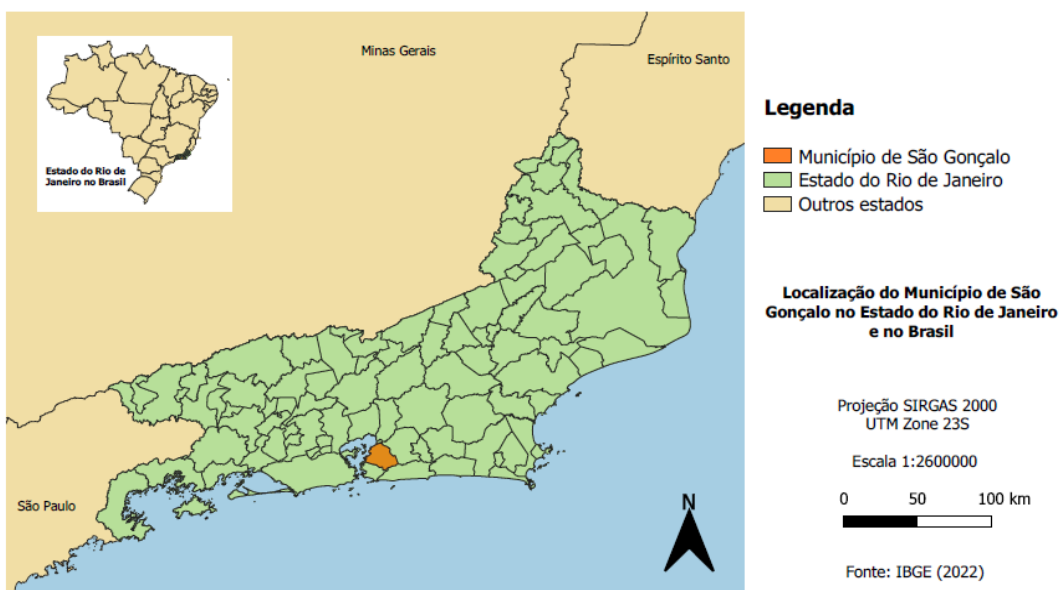 Minas Gerais
Espírito Santo
Estado do Rio de
Janeiro no Brasil
São Paulo
N
Legenda
Município de São Gonçalo
Estado do Rio de Janeiro
Outros estados
Localização do Município de São
Gonçalo no Estado do Rio de Janeiro
e no Brasil
Projeção SIRGAS 2000
UTM Zone 23S
Escala 1:2600000
0 50 100 km
Fonte: IBGE (2022)